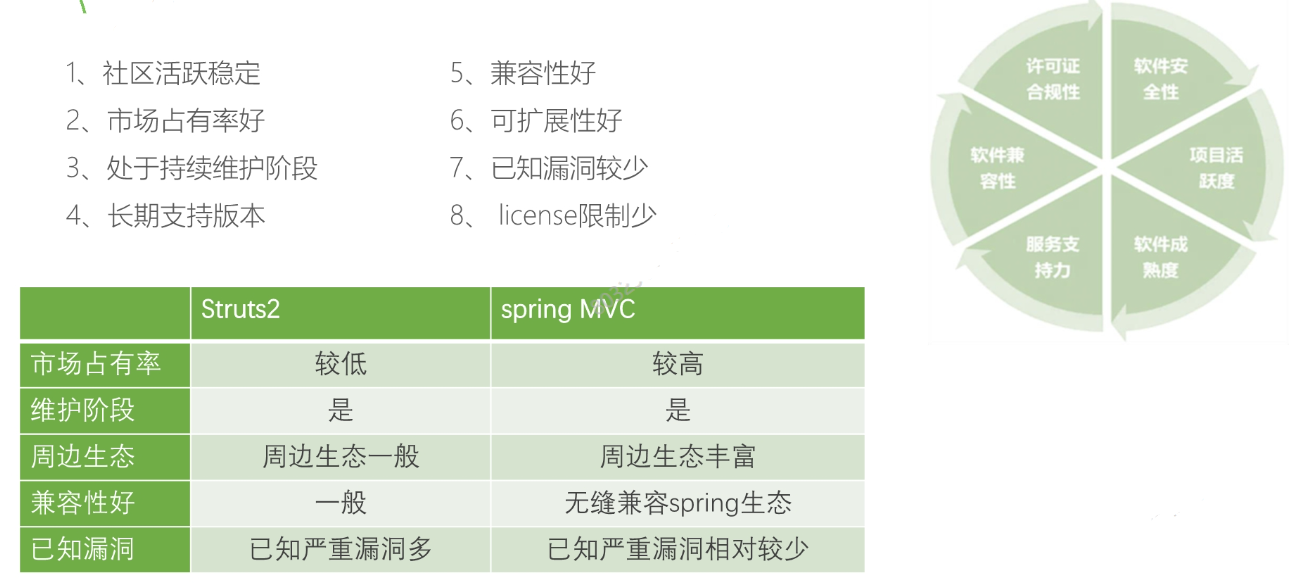 1、社区活跃稳定
2、市场占有率好
3、处于持续维护阶段
4、长期支持版本
5、兼容性好
6、可扩展性好
7、已知漏洞较少
8、 license限制少
许可证
合规性
软件安
全性
项目活
跃度
软件成
熟度
服务支
持力
软件兼
容性
Struts2 spring MVC
市场占有率 较低 较高
维护阶段 是 是
周边生态 周边生态一般 周边生态丰富
兼容性好 一般 无缝兼容spring生态
已知漏洞 已知严重漏洞多 已知严重漏洞相对较少